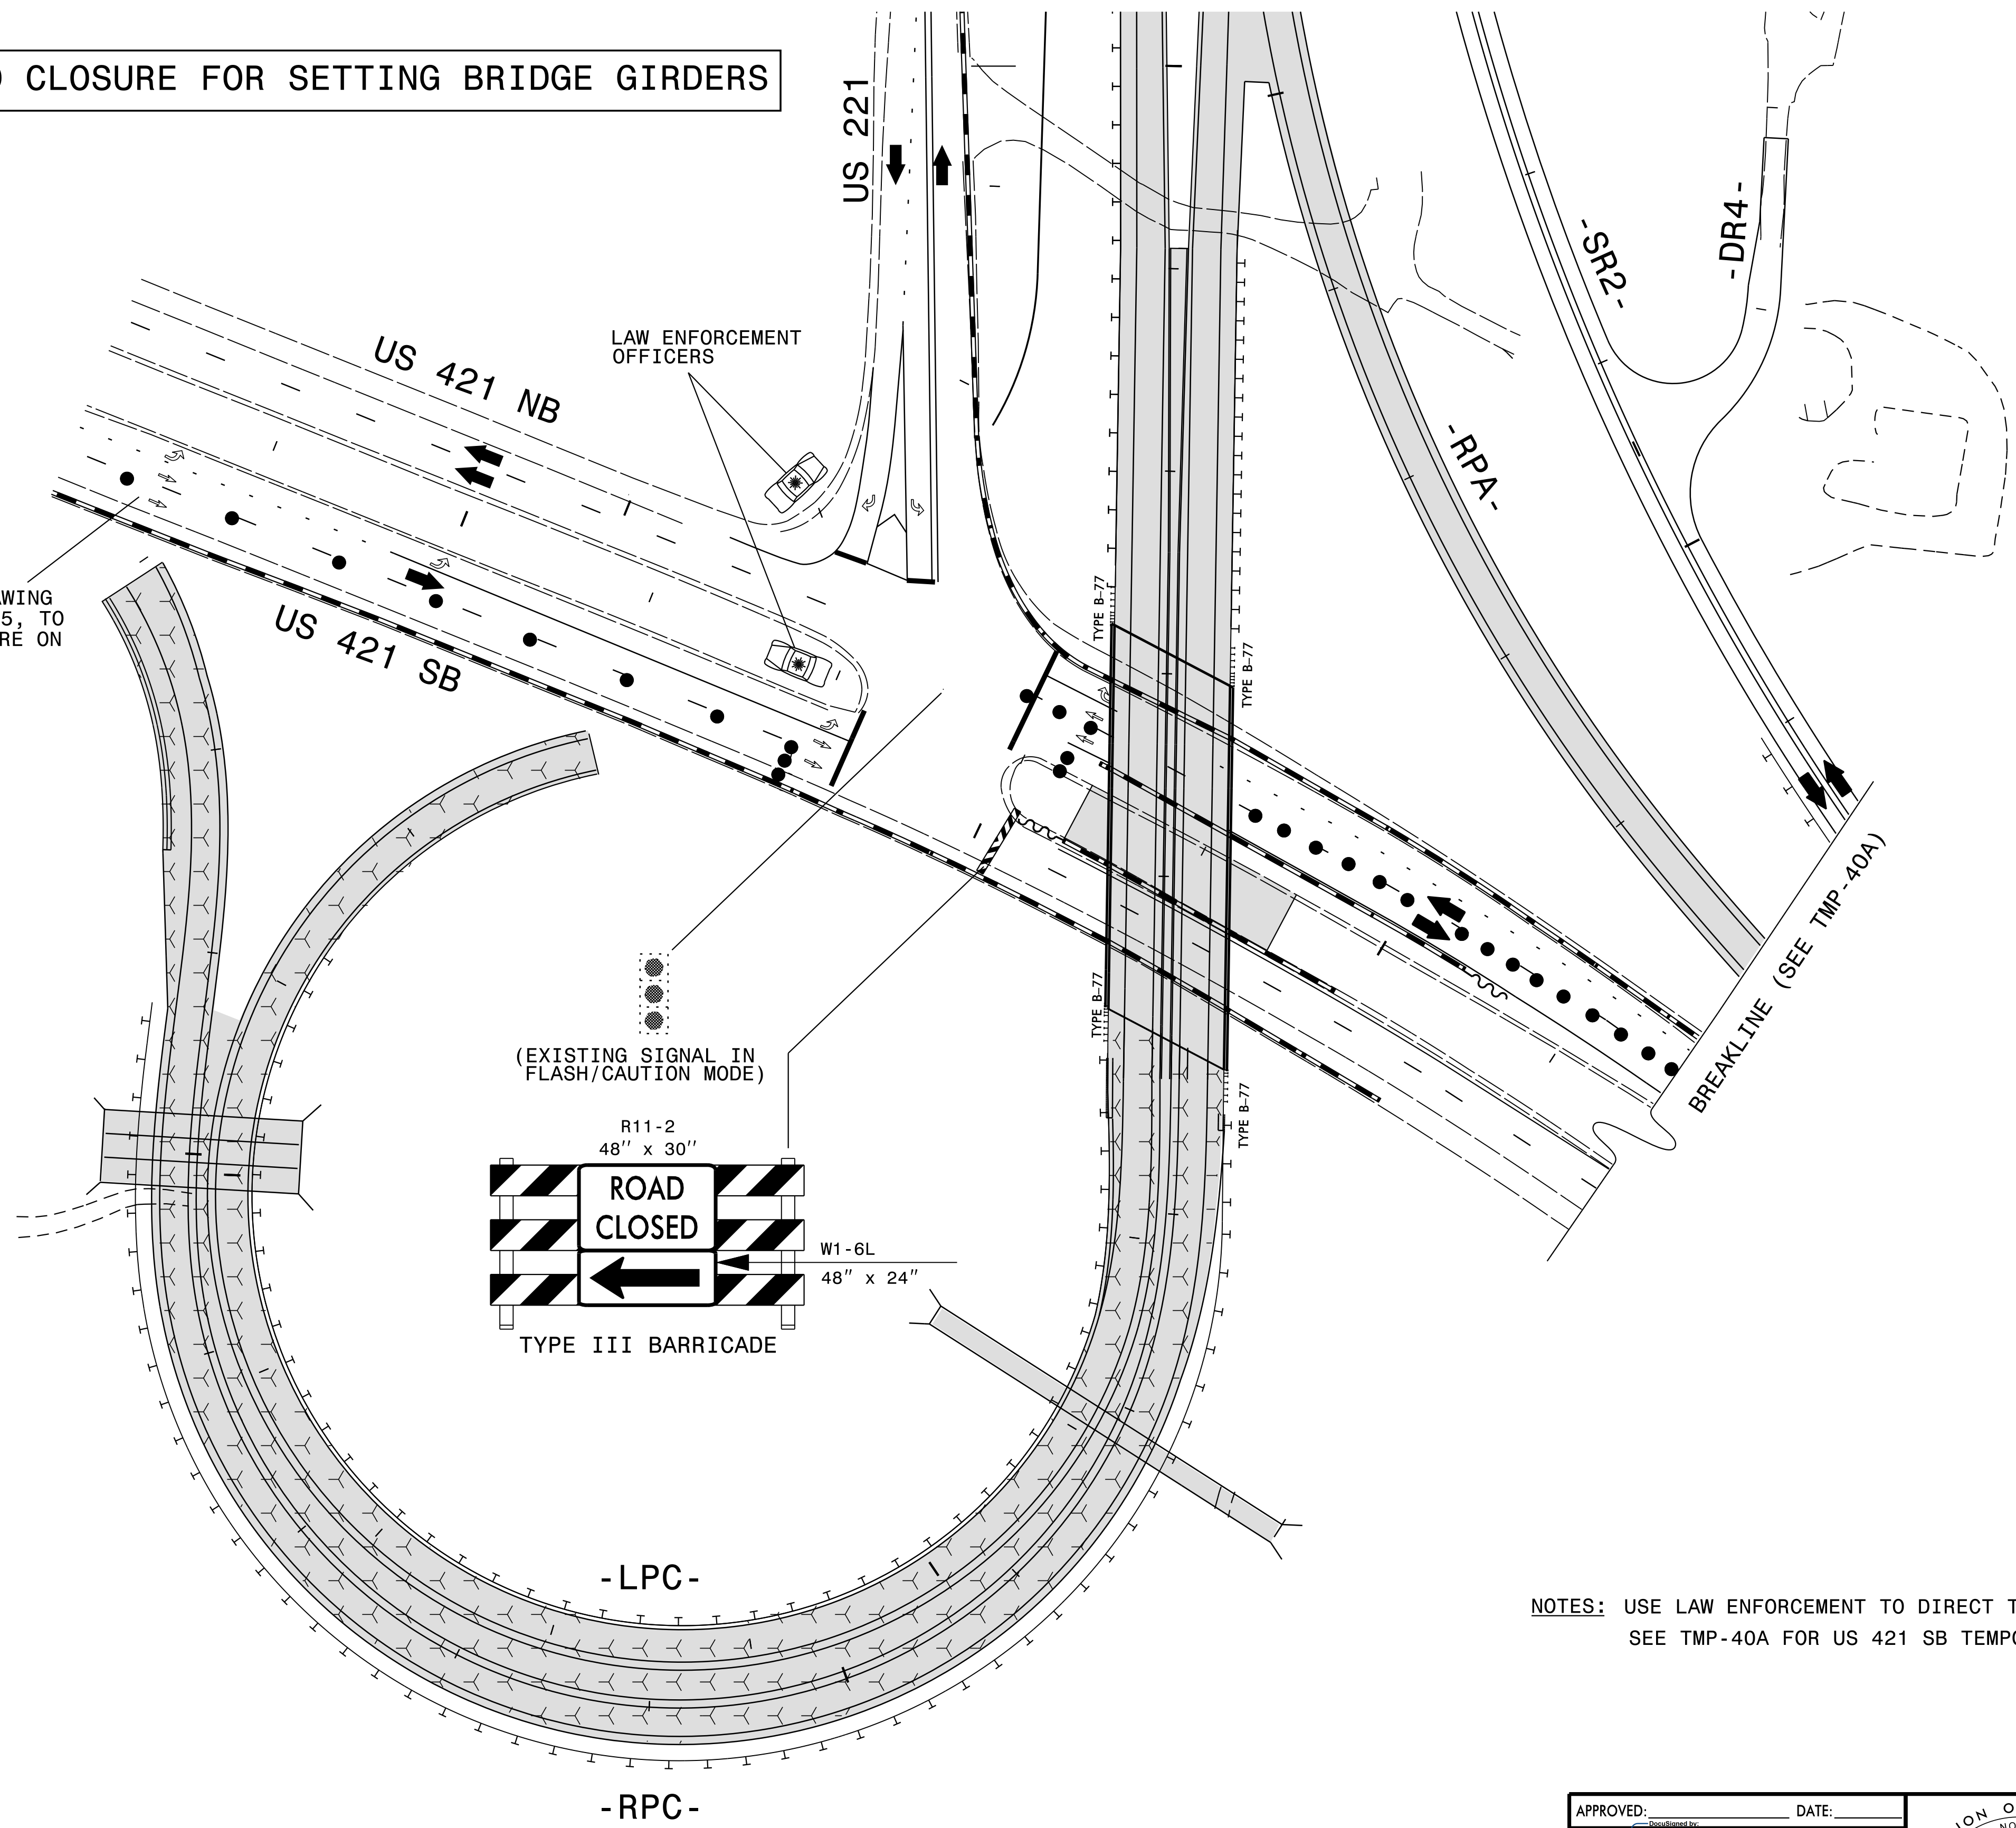 CLOSURE FOR SETTING BRIDGE GIRDERS
US 221
-SR2-
-DR4-
US 421 NB
LAW ENFORCEMENT
OFFICERS
-RPA-
5, TO
RE ON
US 421 SB
TYPE B-77
TYPE B-77
BREAKLINE (SEE TMP-40A)
TYPE B-77
TYPE B-77
(EXISTING SIGNAL IN
FLASH/CAUTION MODE)
R11-2
48" x 30"
ROAD
CLOSED
W1-6L
48" x 24"
TYPE III BARRICADE
-LPC-
NOTES: USE LAW ENFORCEMENT TO DIRECT
SEE TMP-40A FOR US 421 SB
-RPC-
APPROVED: DATE:
DocuSigned by: